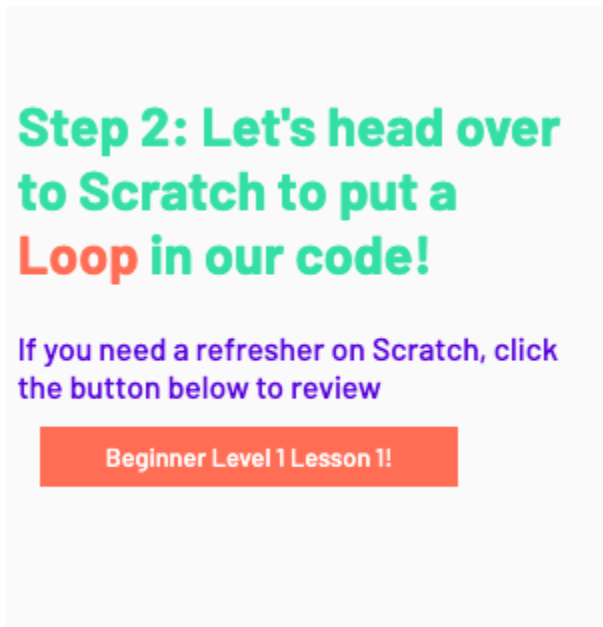 Step 2: Let's head over
to Scratch to put a
Loop in our code!
If you need a refresher on Scratch, click
the button below to review
Beginner Level 1 Lesson 1!